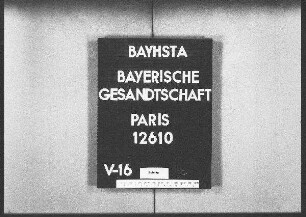 BAYHSTA
BAYERISCHE
GESANDTSCHAFT
PARIS
12610
V-16